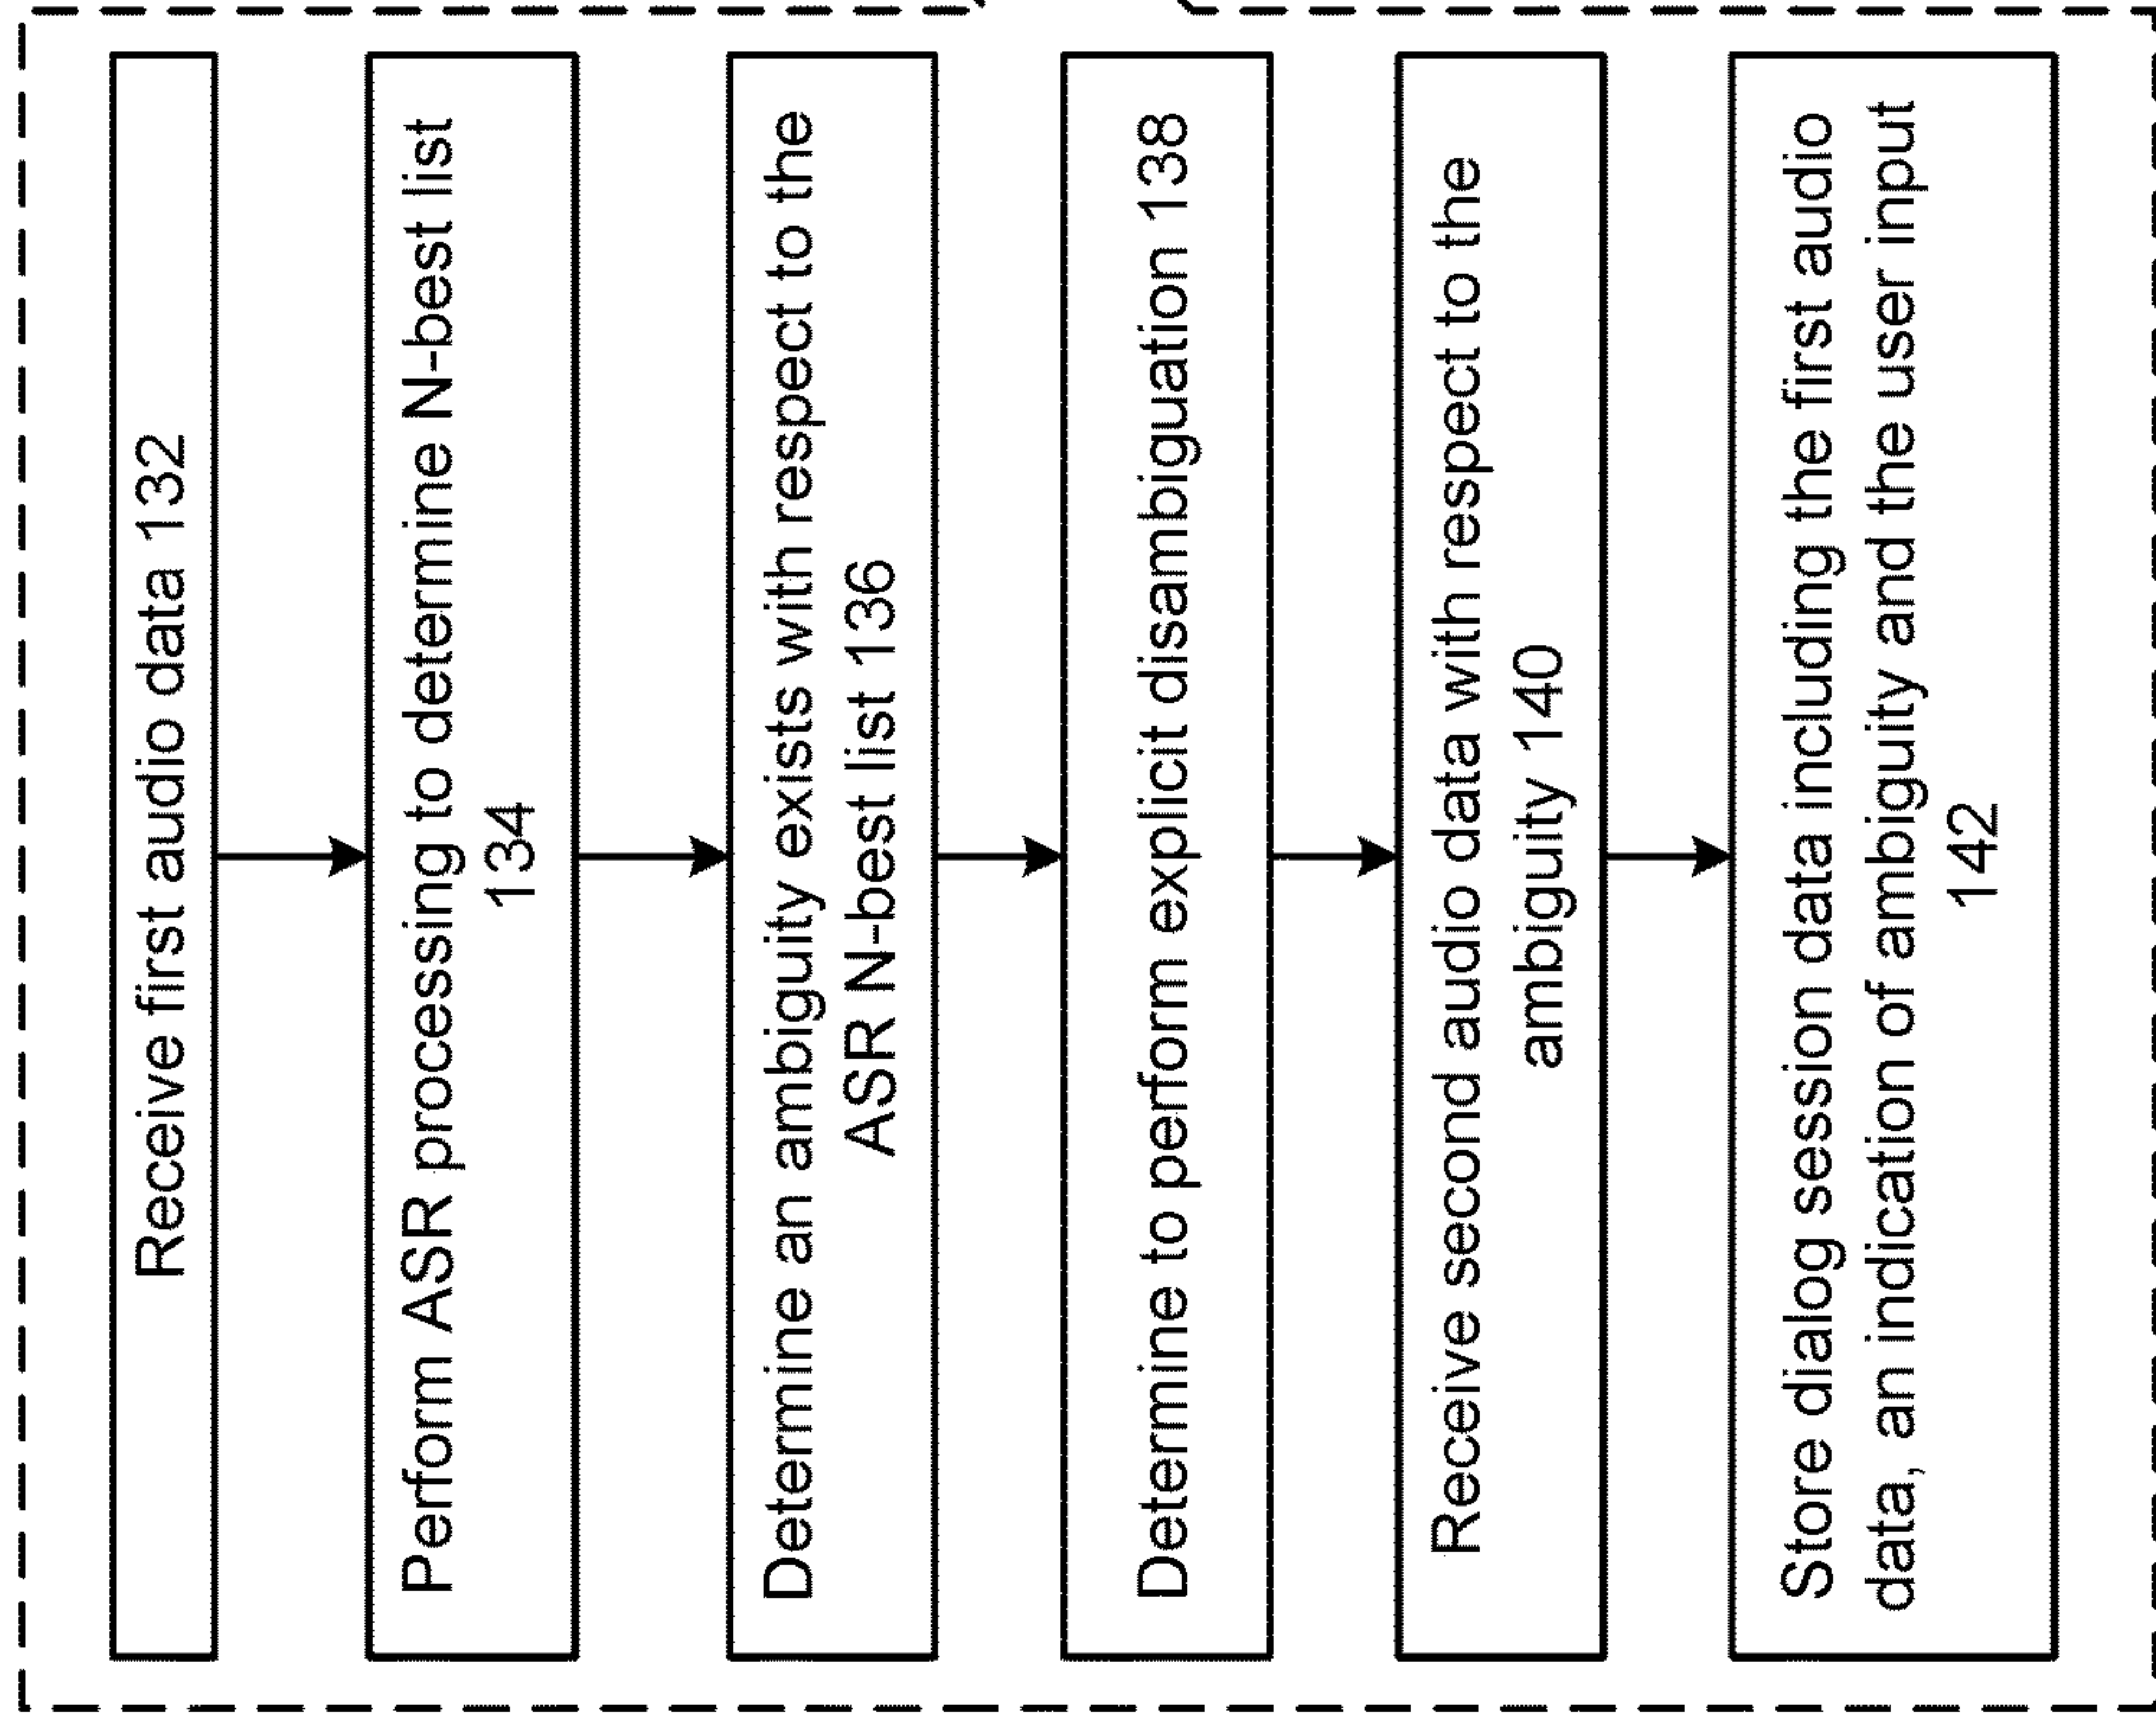 Receive first audio data 132
Perform ASR processing to determine N-best list
134
Determine an ambiguity exists with respect to the
ASR N-best list 136
Determine to perform explicit disambiguation 138
Receive second audio data with respect to the
ambiguity 140
Store dialog session data including the first audio
data, an indication of ambiguity and the user input
142